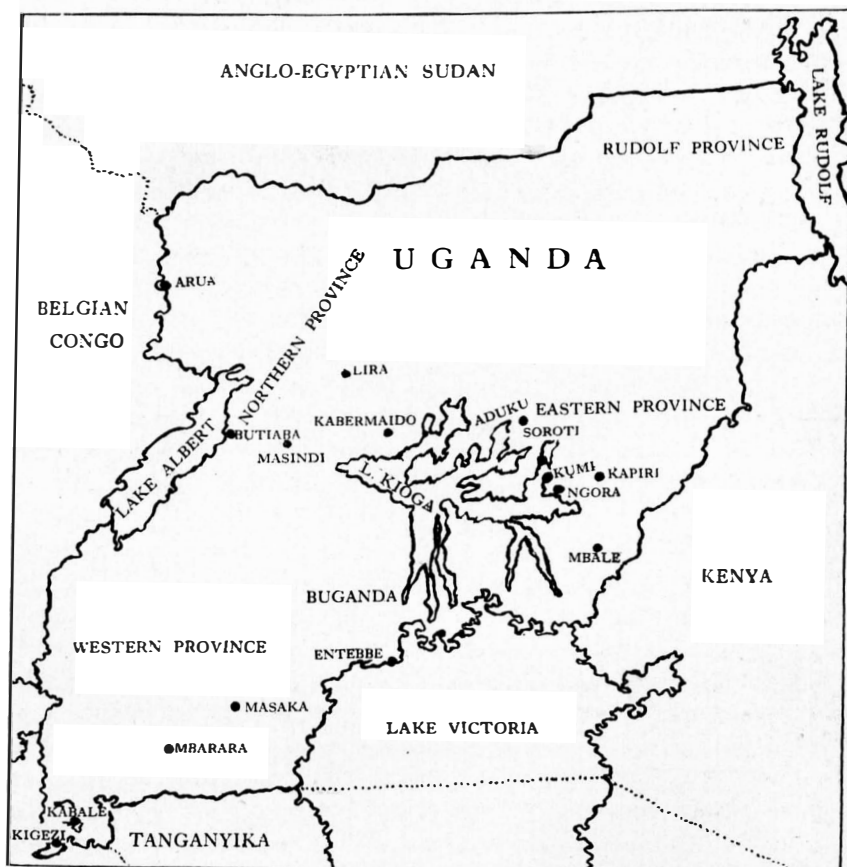 ANGLO-EGYPTIAN SUDAN
LAKE RUDOLF
RUDOLF PROVINCE
UGANDA
ARUA
BELGIAN
CONGO
NORTHERN PROVINCE
LIRA
KABERMAIDO
ADUKU
EASTERN PROVINCE
SOROTI
BUTIABA
MASINDI
LAKE ALBERT
L. KIOGA
KUMI
KAPIRI
NGORA
MBALE
KENYA
BUGANDA
WESTERN PROVINCE
ENTEBBE
MASAKA
LAKE VICTORIA
MBARARA
KABALE
KIGEZI
TANGANYIKA